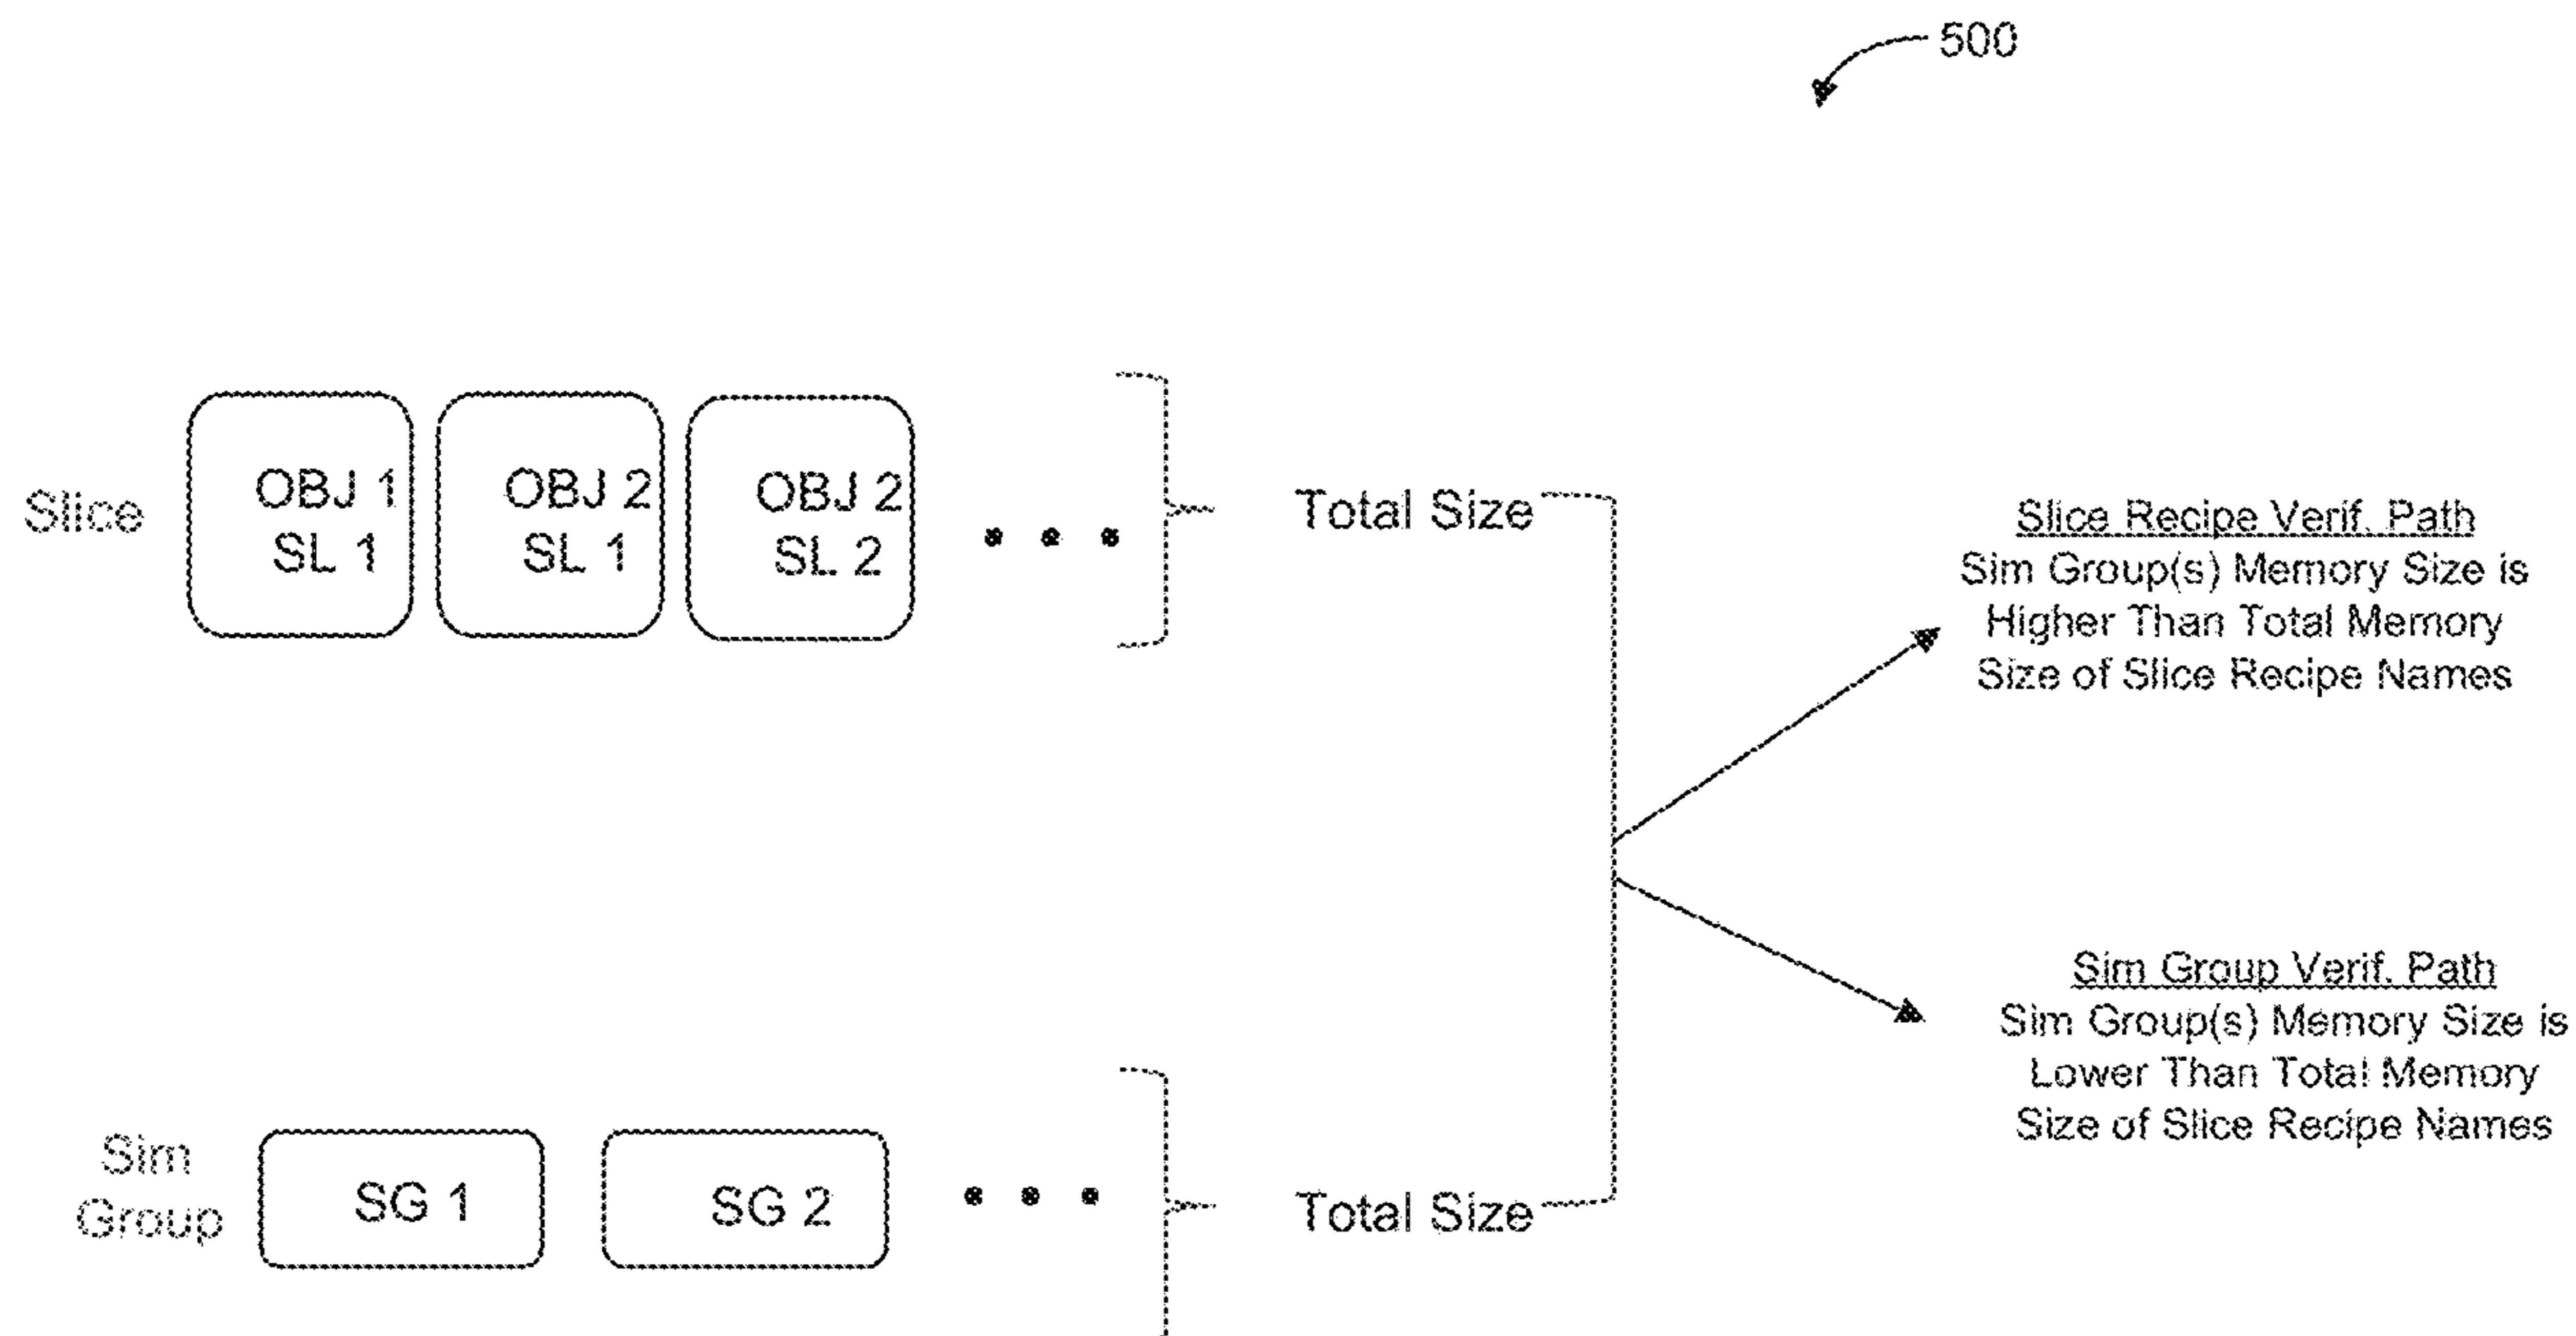 500
Slice
OBJ 1
SL 1
OBJ 2
SL 1
OBJ 2
SL 2
Total Size
Slice Recipe Verif. Path
Sim Group(s) Memory Size is
Higher Than Total Memory
Size of Slice Recipe Names
Sim Group Verif. Path
Sim Group(s) Memory Size is
Lower Than Total Memory
Size of Slice Recipe Names
Sim
Group
SG 1
SG 2
Total Size